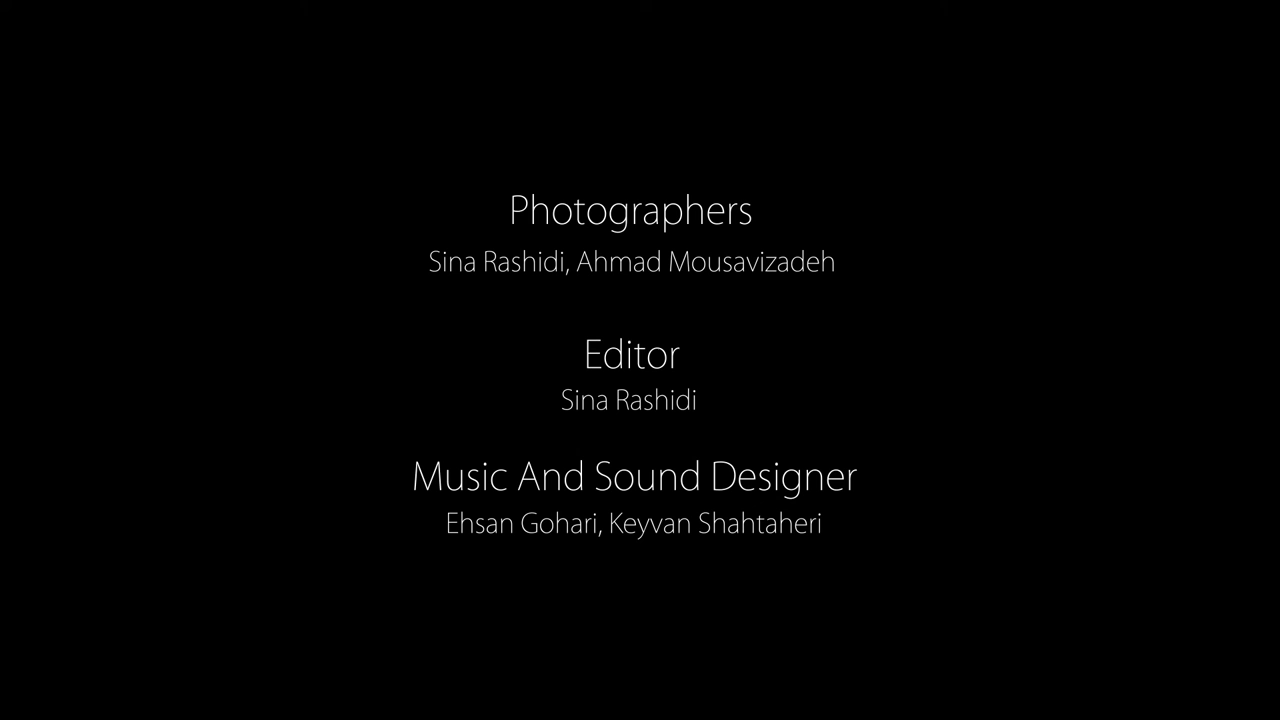 Photographers
Sina Rashidi, Ahmad Mousavizadeh
Editor
Sina Rashidi
Music And Sound Designer
Ehsan Gohari, Keyvan Shahtaheri